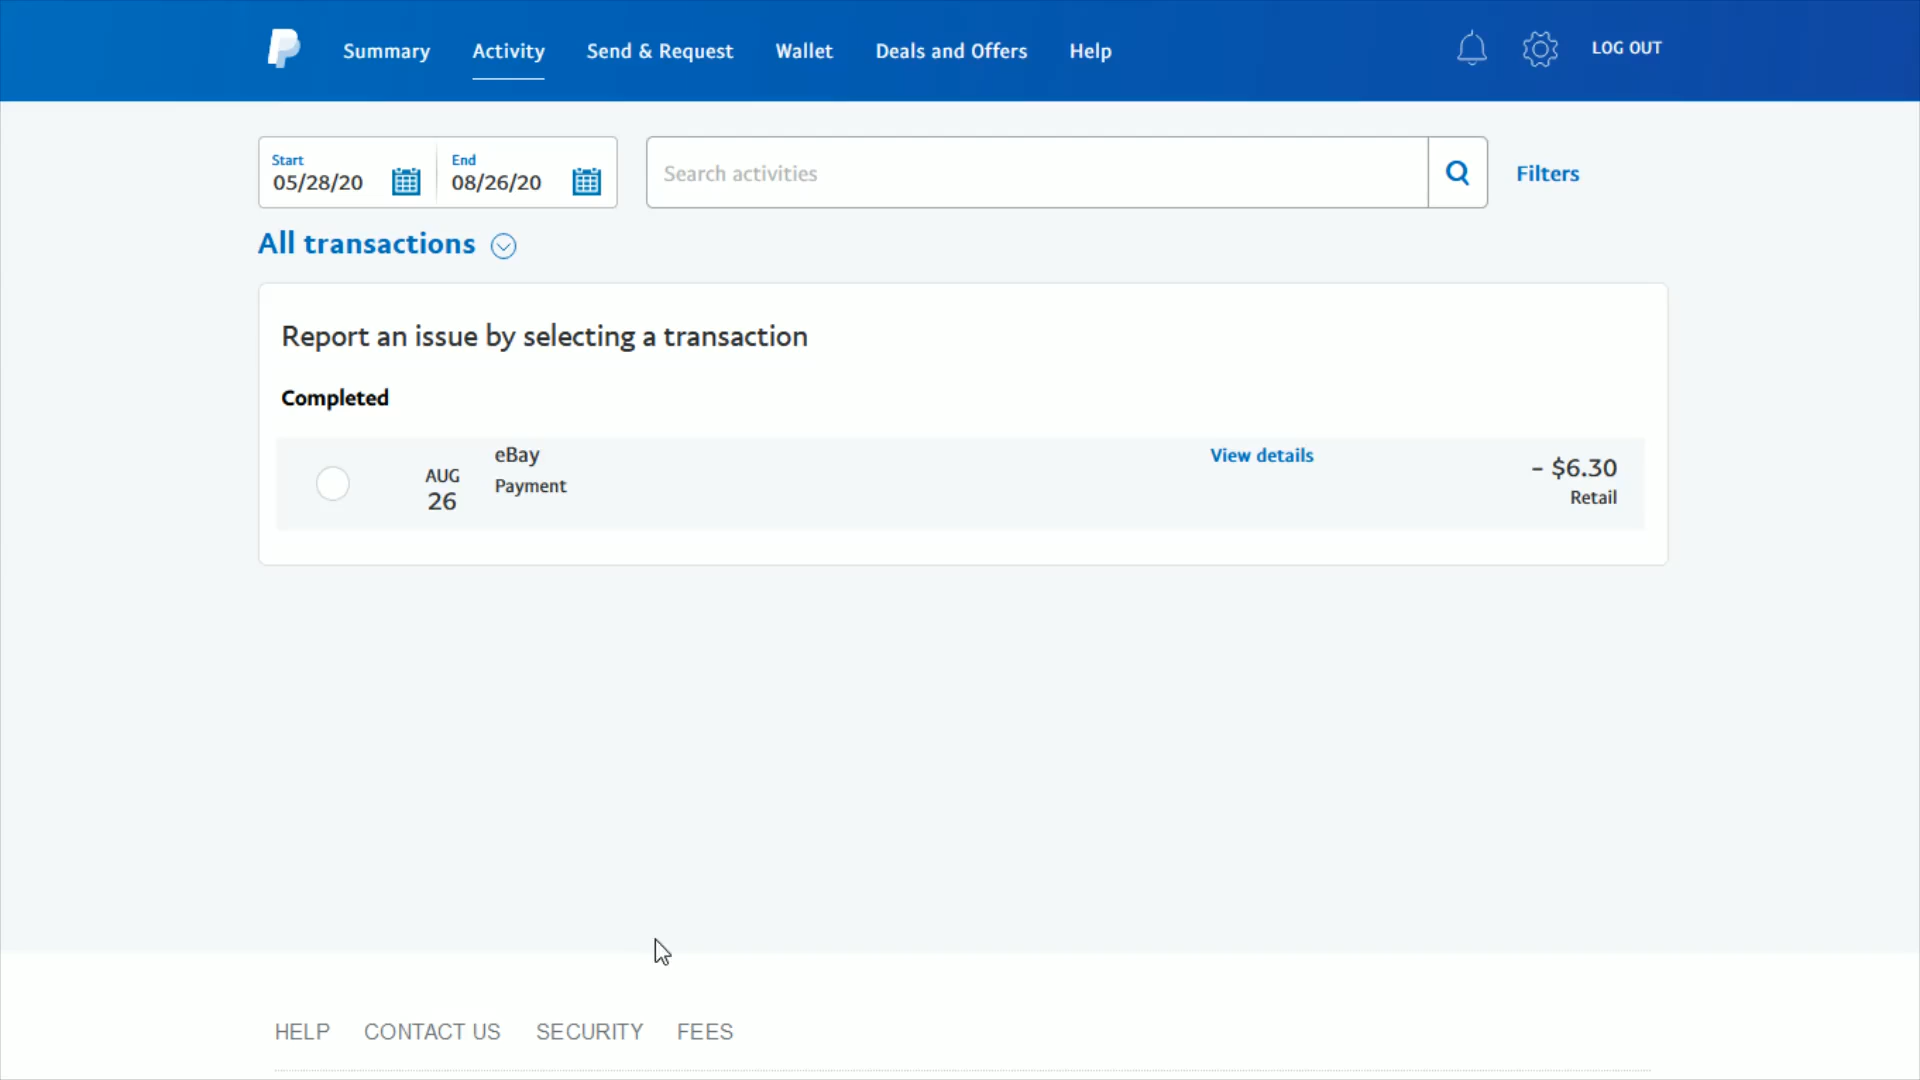 Summary Activity Send & Request Wallet Deals and Offers Help LOG OUT
Start End
05/28/20 08/26/20
Search activities
Filters
All transactions
Report an issue by selecting a transaction
Completed
AUG
26
eBay
Payment
View details
- $6.30
Retail
HELP CONTACT US SECURITY FEES